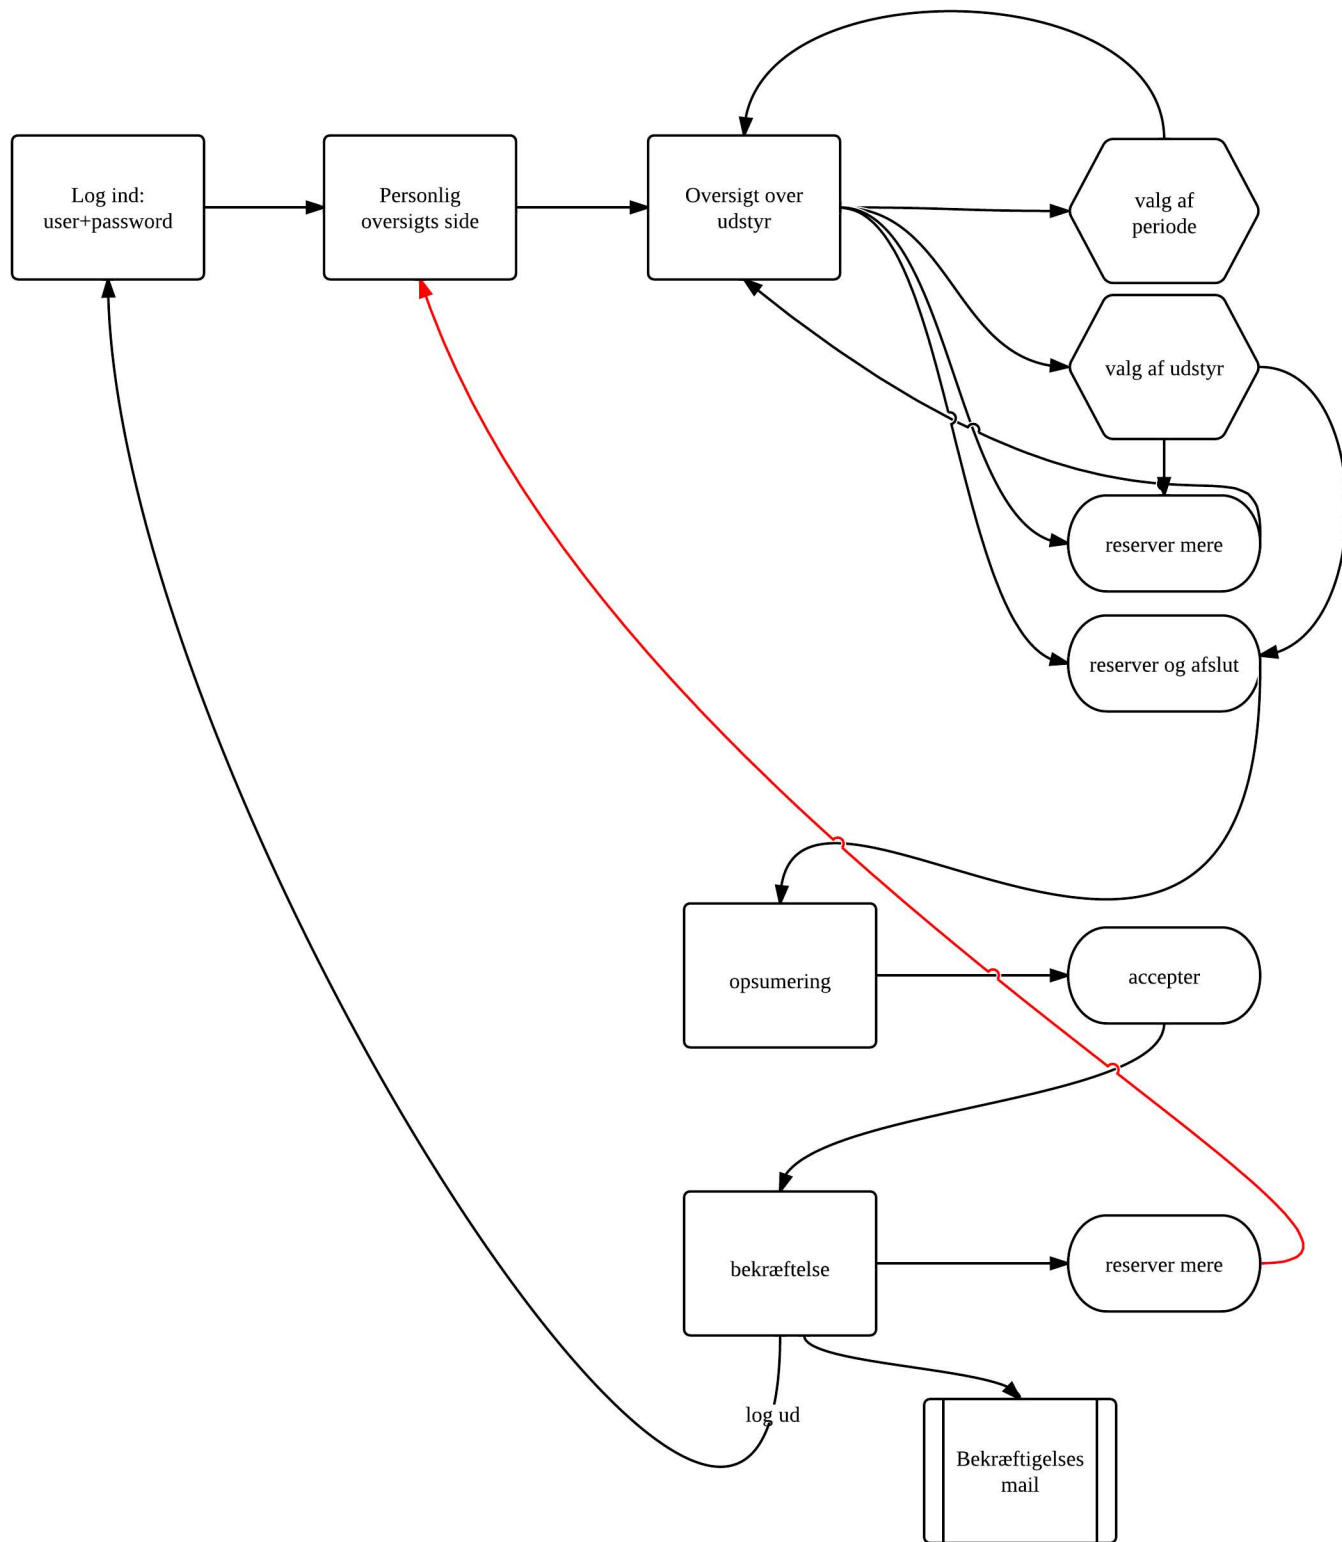 Log ind:
user+password
Personlig
oversigts side
Oversigt over
udstyr
valg af
periode
valg af udstyr
reserver mere
reserver og afslut
opsumering
accepter
bekræftelse
reserver mere
log ud
Bekræftigelses
mail